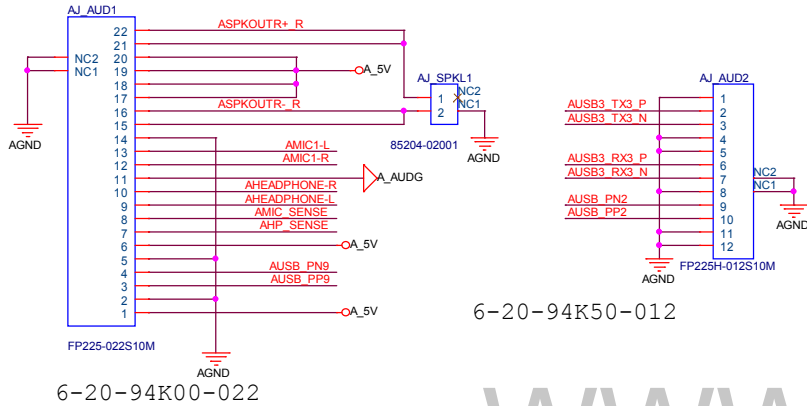 AJ_AUD1
22
ASPKOUTR+_R
21
20
19
A_5V
18
17
16
ASPKOUTR-_R
15
14
13
AMIC1-L
12
AMIC1-R
11
A_AUDG
10
AHEADPHONE-R
9
AHEADPHONE-L
8
AMIC_SENSE
7
AHP_SENSE
6
A_5V
5
4
AUSB_PN9
3
AUSB_PP9
2
1
A_5V
NC2
NC1
AGND
AGND
FP225-022S10M
6-20-94K00-022
AJ_SPKL1
1
2
NC2
NC1
85204-02001
AGND
AJ_AUD2
1
AUSB3_TX3_P
2
AUSB3_TX3_N
3
4
5
AUSB3_RX3_P
6
AUSB3_RX3_N
7
8
AUSB_PN2
9
AUSB_PP2
10
11
12
NC2
NC1
AGND
AGND
FP225H-012S10M
6-20-94K50-012